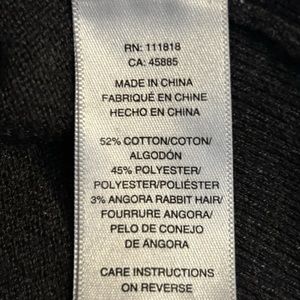 RN: 111818
CA: 45885
MADE IN CHINA
FABRIQUÉ EN CHINE
HECHO EN CHINA
52% COTTON/COTON/
ALGODÓN
45% POLYESTER/
POLYESTER/POLIÉSTER
3% ANGORA RABBIT HAIR/
FOURRURE ANGORA/
PELO DE CONEJO
DE ÁNGORA
CARE INSTRUCTIONS
ON REVERSE